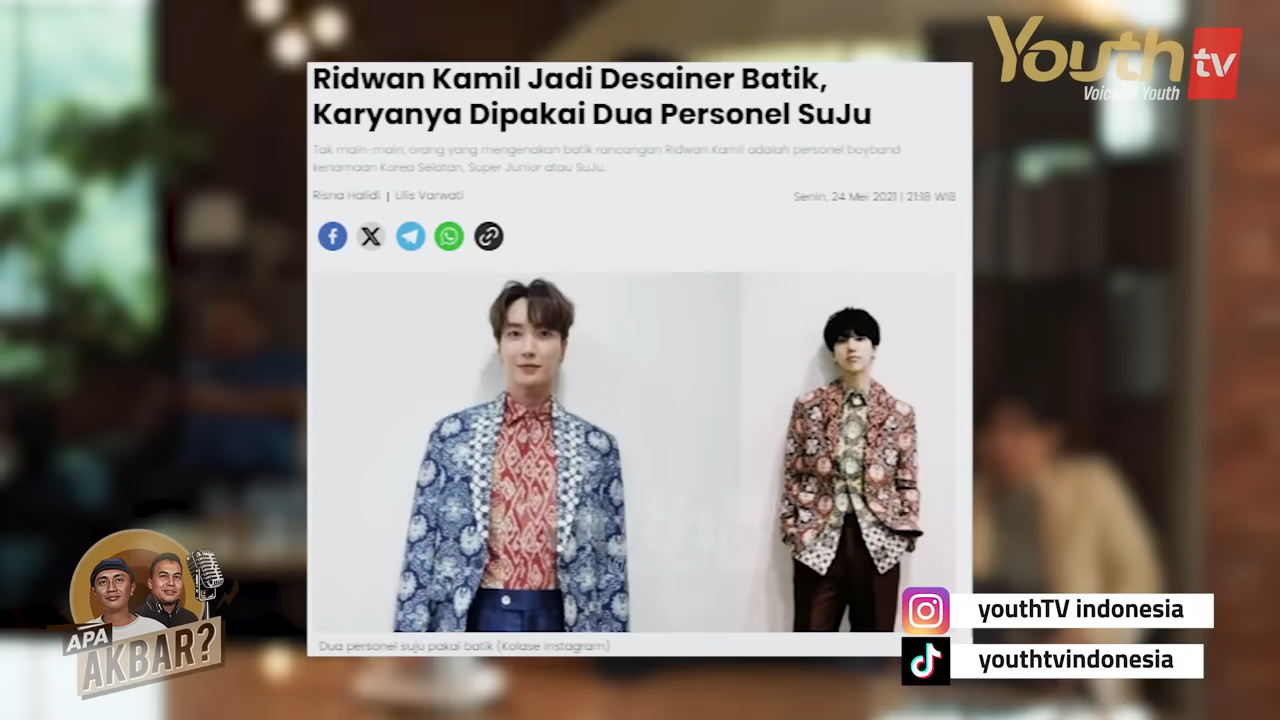 Youth tv
Voice of Youth
Ridwan Kamil Jadi Desainer Batik,
Karyanya Dipakai Dua Personel SuJu
Tak main-main, orang yang mengenakan batik rancangan Ridwan Kamil adalah personel boyband
kenamaan Korea Selatan, Super Junior atau SuJu.
Risna Halidi | Lilis Varwati
Senin, 24 Mei 2021 | 21:18 WIB
Dua personel suju pakai batik (Kolase instagram)
APA
AKBAR?
youthTV indonesia
youthtvindonesia